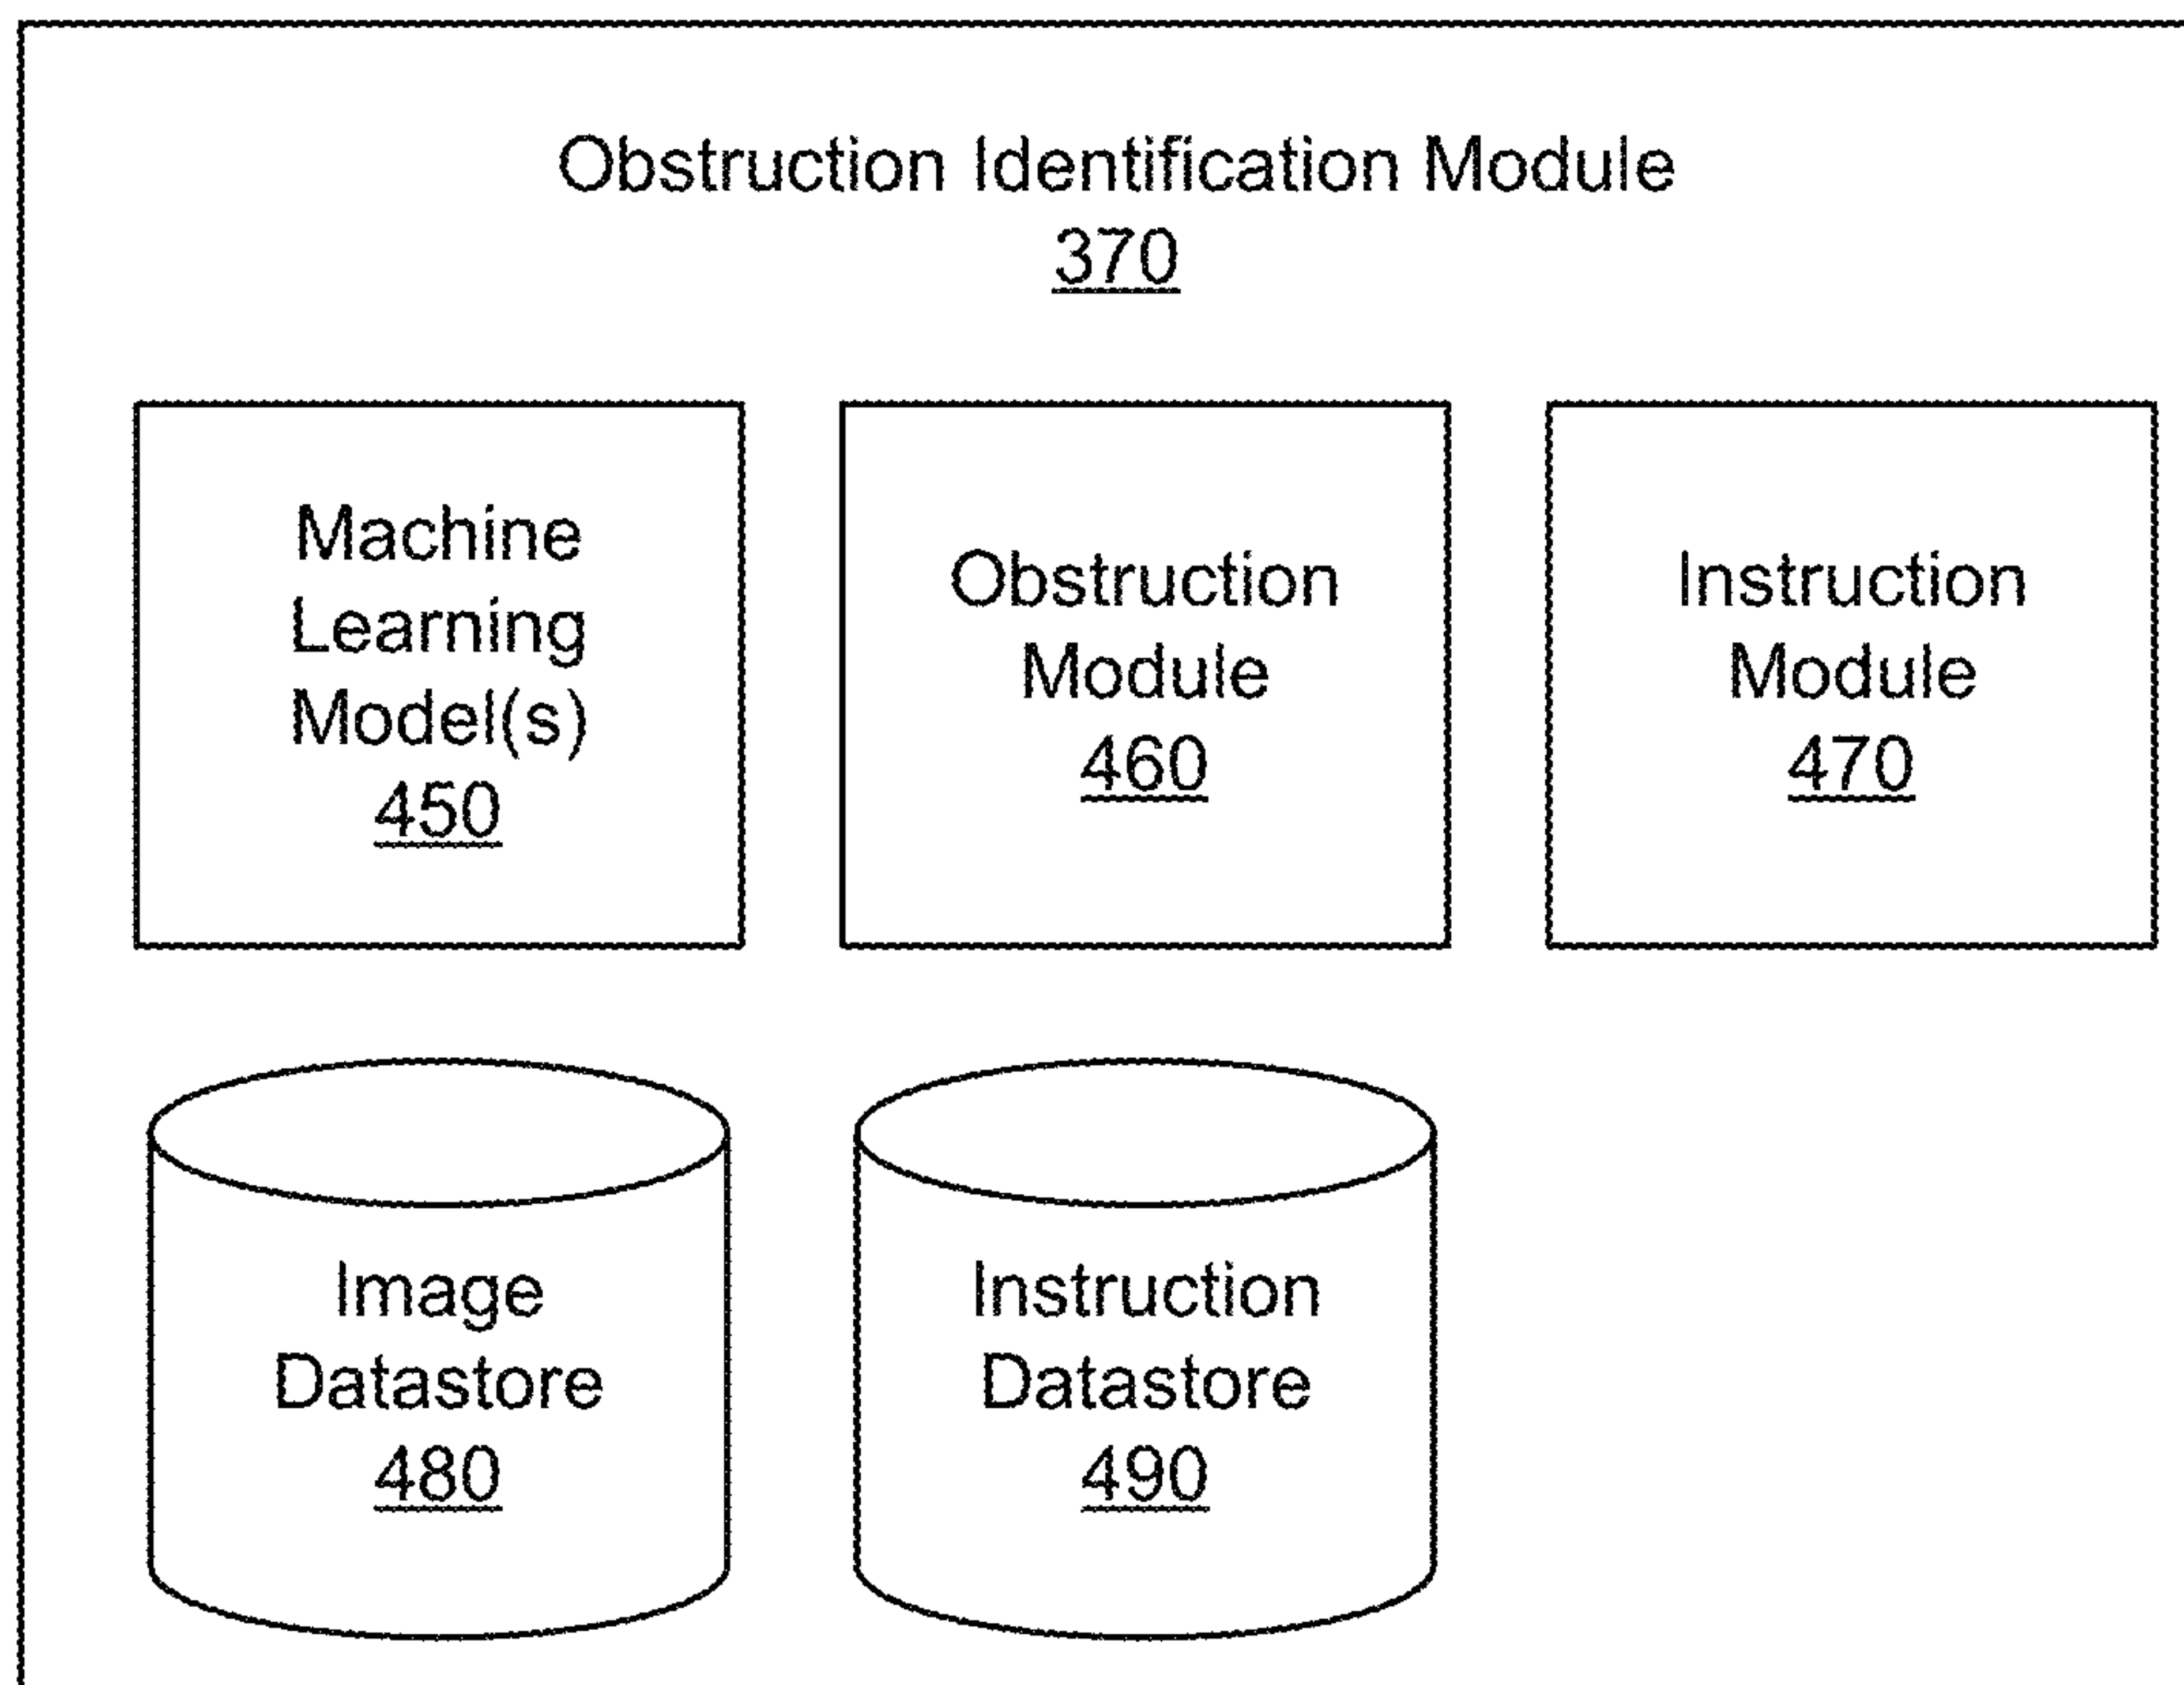 Obstruction Identification Module
370
Machine
Learning
Model(s)
450
Obstruction
Module
460
Instruction
Module
470
Image
Datastore
480
Instruction
Datastore
490